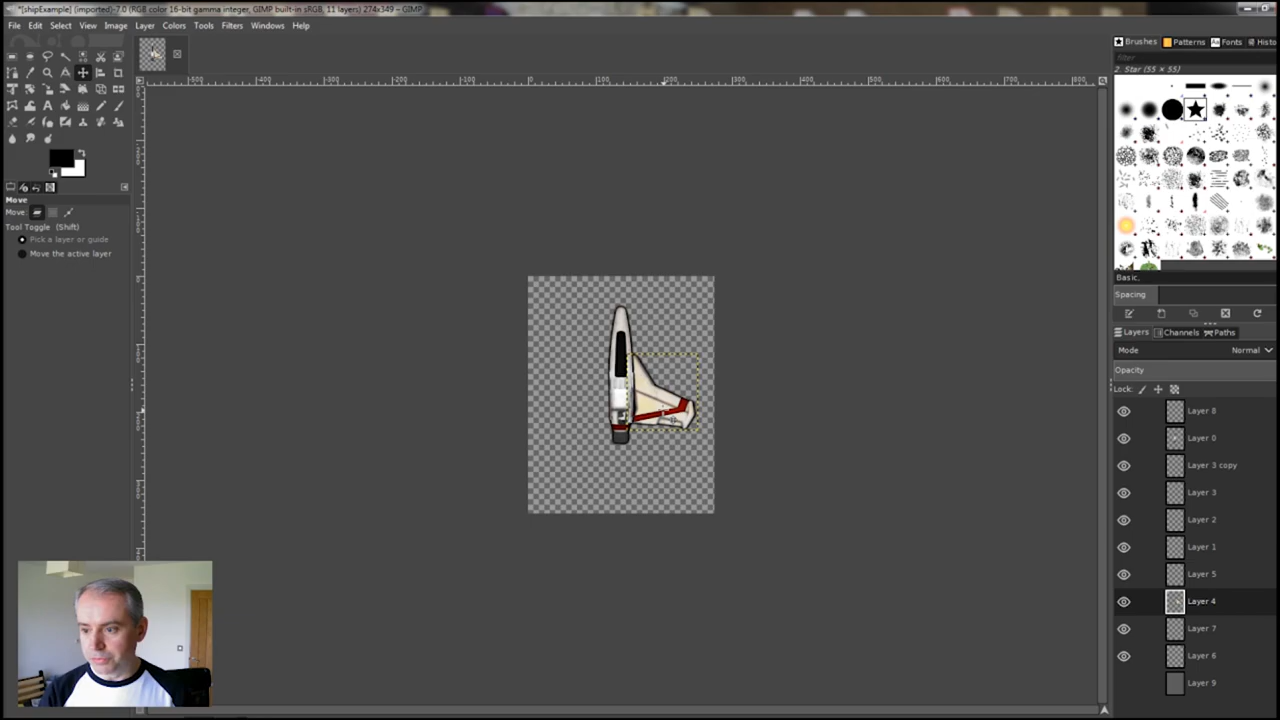 *[shipExample] (imported)-7.0 (RGB color 16-bit gamma integer, GIMP built-in sRGB, 11 layers) 274x349 – GIMP
File Edit Select View Image Layer Colors Tools Filters Windows Help
Brushes Patterns Fonts Histo
filter
2. Star (55 × 55)
Move
Move:
Tool Toggle (Shift)
Pick a layer or guide
Move the active layer
Basic,
Spacing
Layers Channels Paths
Mode Normal
Opacity
Lock:
Layer 8
Layer 0
Layer 3 copy
Layer 3
Layer 2
Layer 1
Layer 5
Layer 4
Layer 7
Layer 6
Layer 9